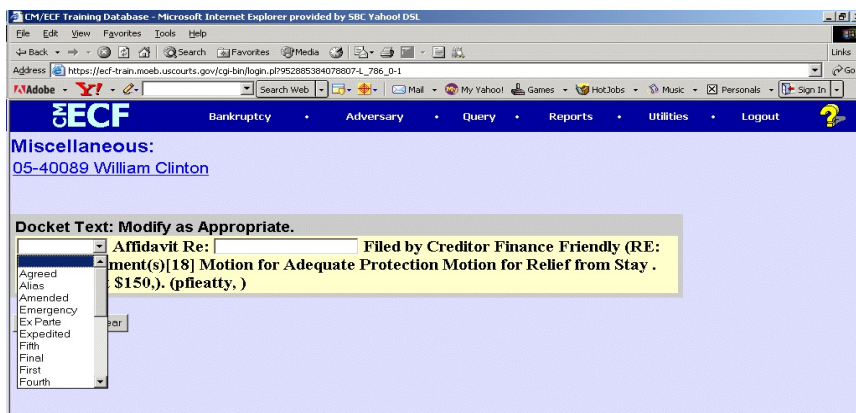 CM/ECF Training Database - Microsoft Internet Explorer provided by SBC Yahoo! DSL
File Edit View Favorites Tools Help
Back Search Favorites Media
Links
Address https://ecf-train.moeb.uscourts.gov/cgi-bin/login.pl?952885384078807-L_786_0-1 Go
Adobe Y! Search Web Mail My Yahoo! Games HotJobs Music Personals Sign In
CM ECF Bankruptcy • Adversary • Query • Reports • Utilities • Logout ?
Miscellaneous:
05-40089 William Clinton
Docket Text: Modify as Appropriate.
Affidavit Re: Filed by Creditor Finance Friendly (RE:
ment(s)[18] Motion for Adequate Protection Motion for Relief from Stay .
t $150,). (pfieatty, )
Agreed
Alias
Amended
Emergency
Ex Parte
ear
Expedited
Fifth
Final
First
Fourth